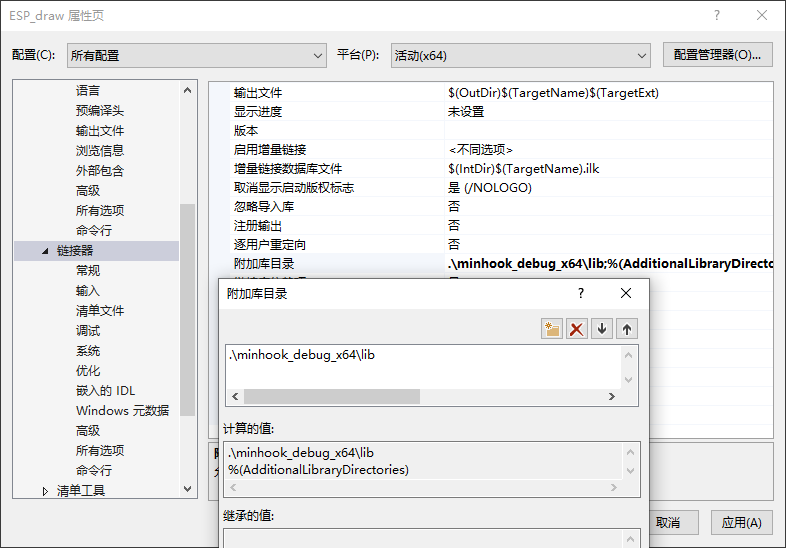 ESP_draw 属性页
配置(C): 所有配置 平台(P): 活动(x64) 配置管理器(O)...
语言
预编译头
输出文件
浏览信息
外部包含
高级
所有选项
命令行
链接器
常规
输入
清单文件
调试
系统
优化
嵌入的 IDL
Windows 元数据
高级
所有选项
命令行
清单工具
输出文件 $(OutDir)$(TargetName)$(TargetExt)
显示进度 未设置
版本
启用增量链接 <不同选项>
增量链接数据库文件 $(IntDir)$(TargetName).ilk
取消显示启动版权标志 是 (/NOLOGO)
忽略导入库 否
注册输出 否
逐用户重定向 否
附加库目录 .\minhook_debug_x64\lib;%(AdditionalLibraryDirecto
附加库目录
.\minhook_debug_x64\lib
计算的值:
.\minhook_debug_x64\lib
%(AdditionalLibraryDirectories)
继承的值:
取消 应用(A)